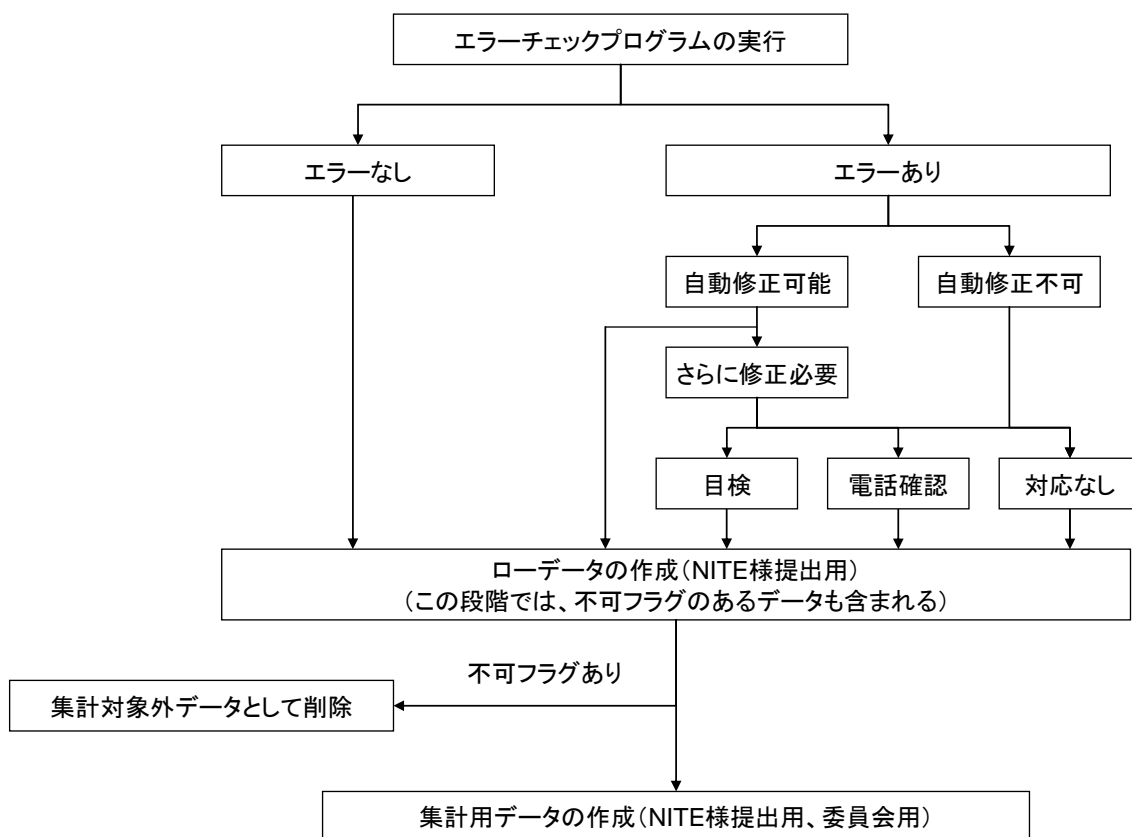 エラーチェックプログラムの実行
エラーなし
エラーあり
自動修正可能
自動修正不可
さらに修正必要
目検
電話確認
対応なし
ローデータの作成（NITE様提出用）
（この段階では、不可フラグのあるデータも含まれる）
不可フラグあり
集計対象外データとして削除
集計用データの作成（NITE様提出用、委員会用）